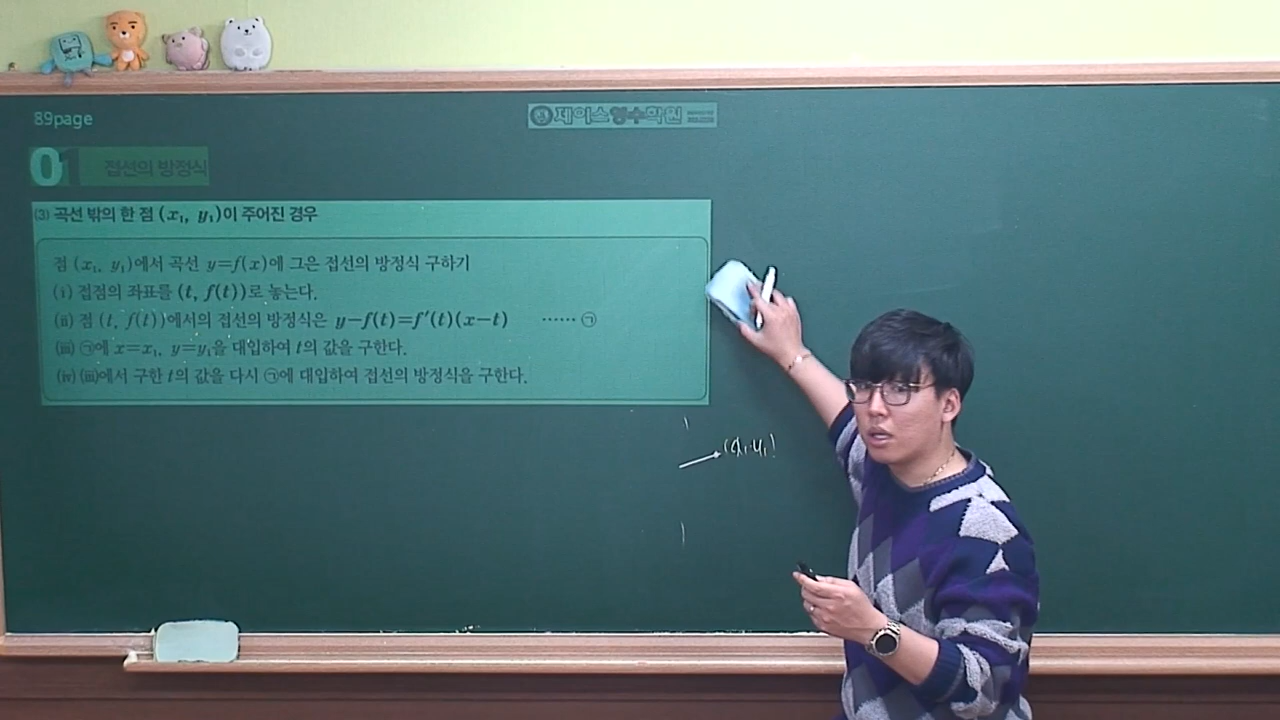 89page
제이스영수학원
01 접선의 방정식
(3) 곡선 밖의 한 점 (x₁, y₁)이 주어진 경우
점 (x₁, y₁)에서 곡선 y=f(x)에 그은 접선의 방정식 구하기
(ⅰ) 접점의 좌표를 (t, f(t))로 놓는다.
(ⅱ) 점 (t, f(t))에서의 접선의 방정식은 y-f(t)=f′(t)(x-t) ······ ㉠
(ⅲ) ㉠에 x=x₁, y=y₁을 대입하여 t의 값을 구한다.
(ⅳ) (ⅲ)에서 구한 t의 값을 다시 ㉠에 대입하여 접선의 방정식을 구한다.